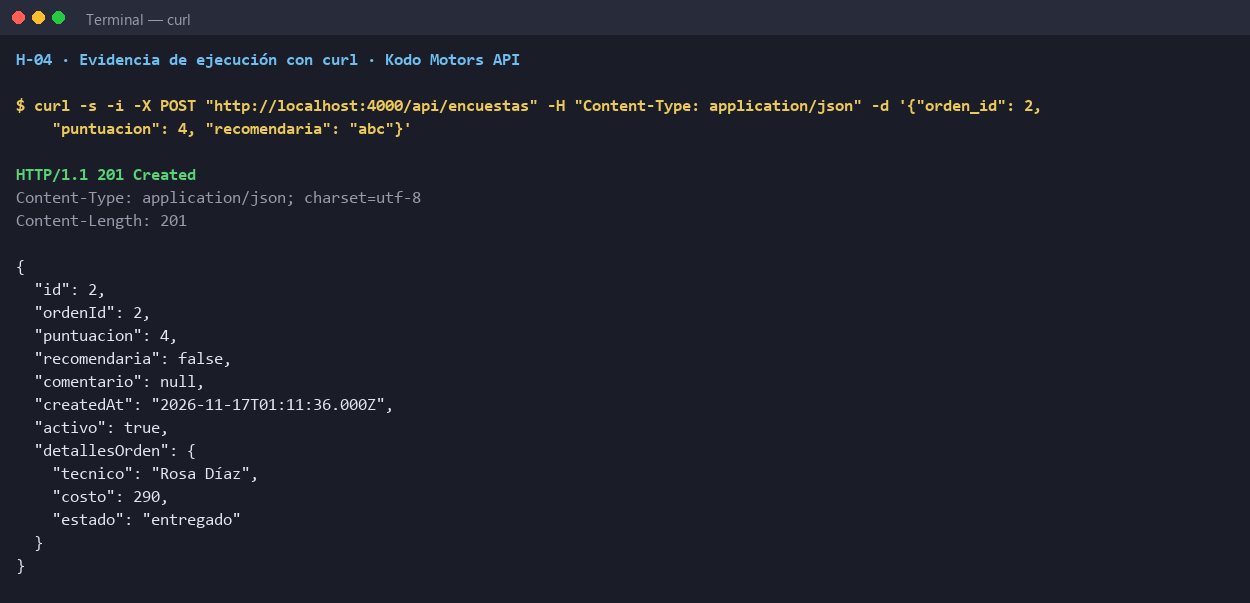 Terminal — curl
H-04 · Evidencia de ejecución con curl · Kodo Motors API
$ curl -s -i -X POST "http://localhost:4000/api/encuestas" -H "Content-Type: application/json" -d '{"orden_id": 2,
"puntuacion": 4, "recomendaria": "abc"}'
HTTP/1.1 201 Created
Content-Type: application/json; charset=utf-8
Content-Length: 201
{
"id": 2,
"ordenId": 2,
"puntuacion": 4,
"recomendaria": false,
"comentario": null,
"createdAt": "2026-11-17T01:11:36.000Z",
"activo": true,
"detallesOrden": {
"tecnico": "Rosa Díaz",
"costo": 290,
"estado": "entregado"
}
}